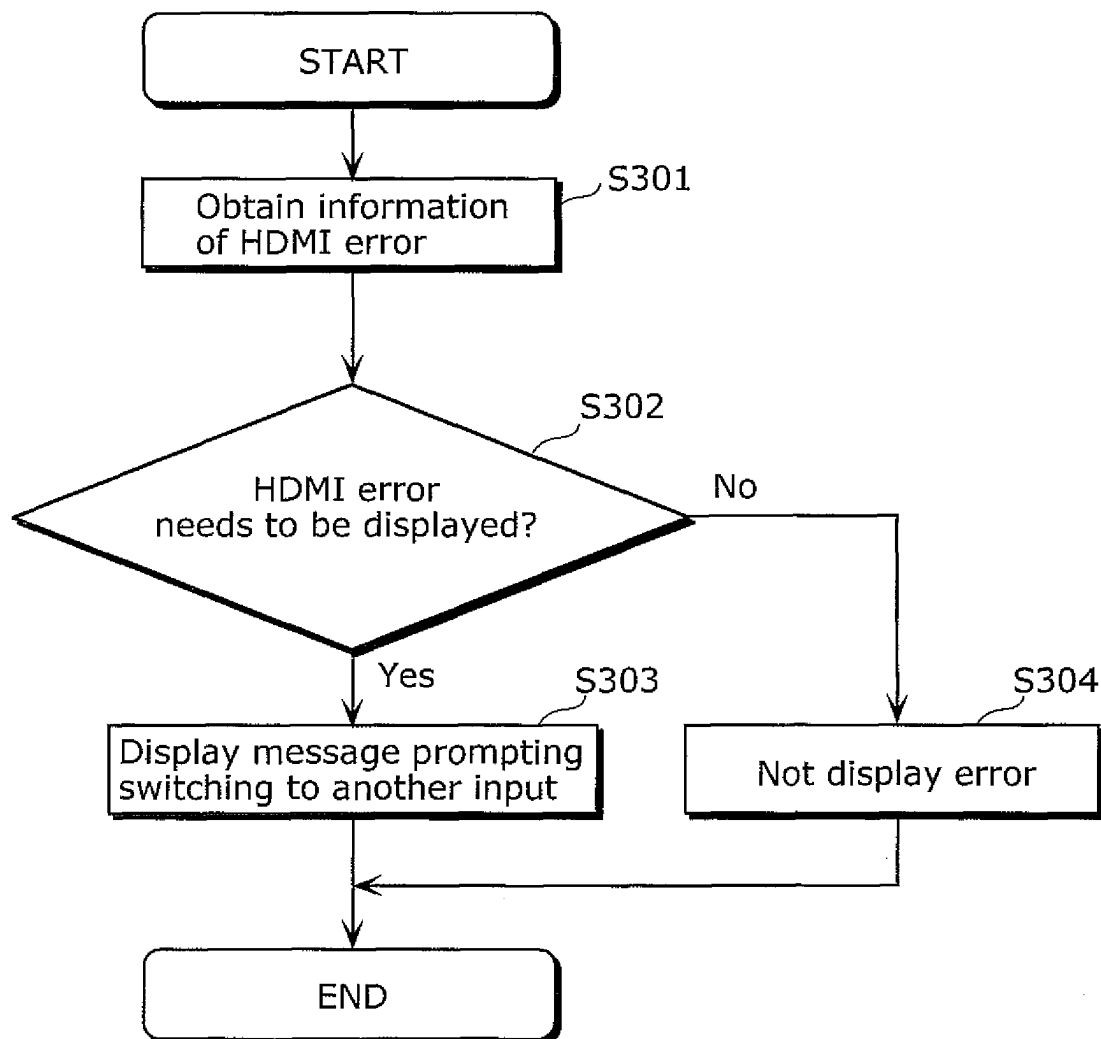 START
S301
Obtain information
of HDMI error
S302
HDMI error
needs to be displayed?
No
Yes
S303
Display message prompting
switching to another input
S304
Not display error
END